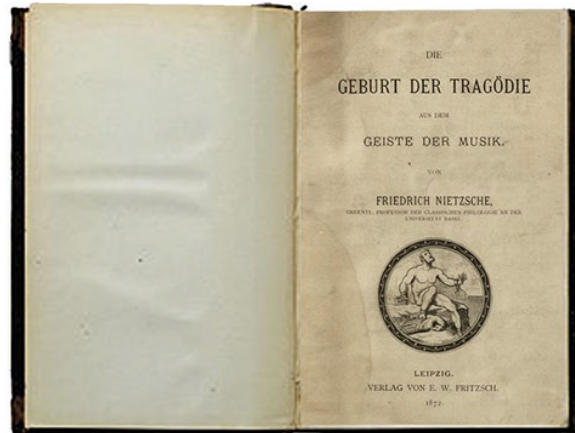 DIE
GEBURT DER TRAGÖDIE
AUS DEM
GEISTE DER MUSIK.
VON
FRIEDRICH NIETZSCHE,
ORDENTL. PROFESSOR DER CLASSISCHEN PHILOLOGIE AN DER
UNIVERSITÄT BASEL.
LEIPZIG.
VERLAG VON E. W. FRITZSCH.
1872.